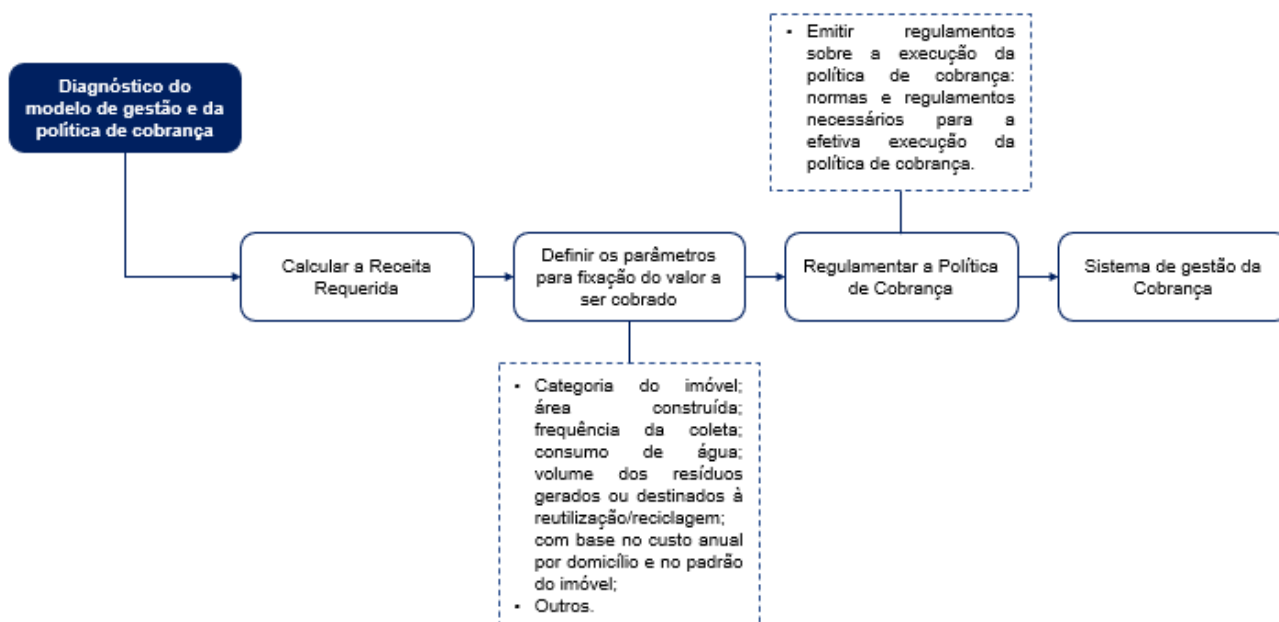 Diagnóstico do
modelo de gestão e da
política de cobrança
▪ Emitir regulamentos
sobre a execução da
política de cobrança:
normas e regulamentos
necessários para a
efetiva execução da
política de cobrança.
Calcular a Receita
Requerida
Definir os parâmetros
para fixação do valor a
ser cobrado
Regulamentar a Política
de Cobrança
Sistema de gestão da
Cobrança
▪ Categoria do imóvel;
área construída;
frequência da coleta;
consumo de água;
volume dos resíduos
gerados ou destinados à
reutilização/reciclagem;
com base no custo anual
por domicílio e no padrão
do imóvel;
▪ Outros.